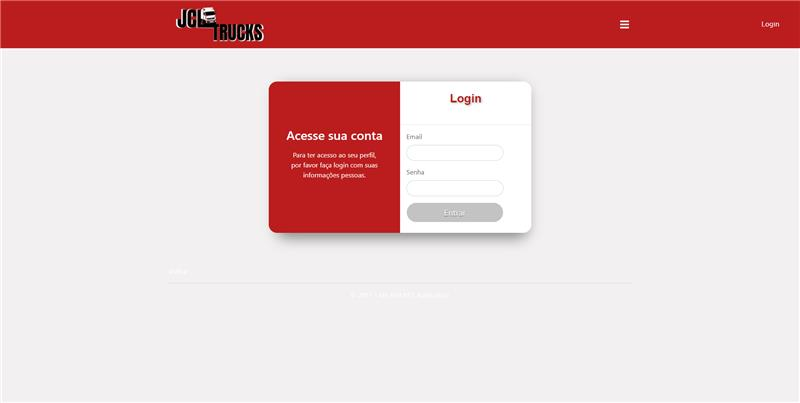 JCL
TRUCKS
Login
Login
Acesse sua conta
Para ter acesso ao seu perfil,
por favor faça login com suas
informações pessoas.
Email
Senha
Entrar